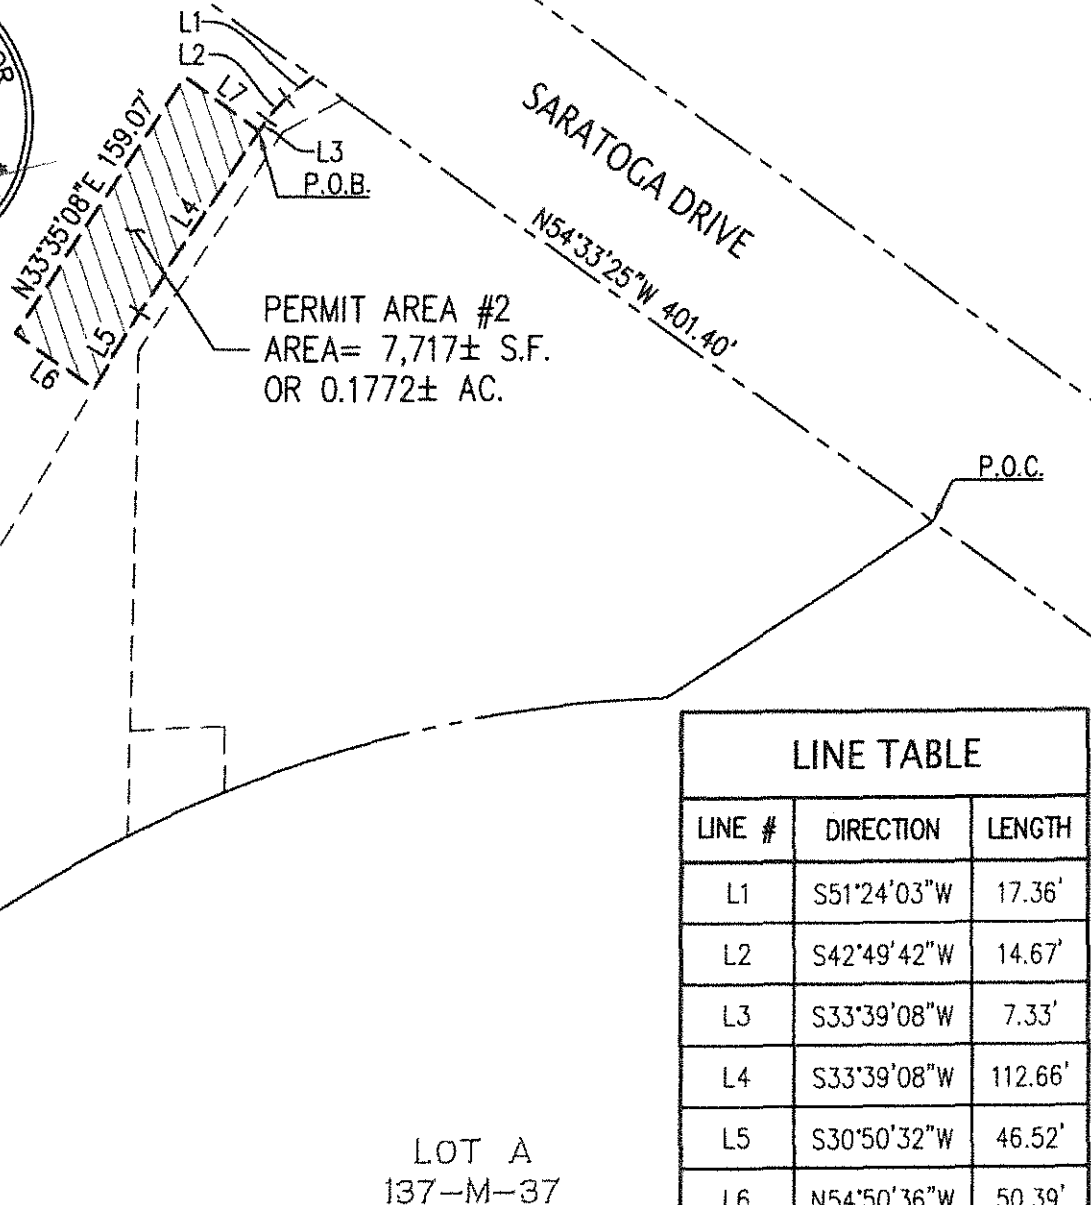 OR
L1
L2
L7
L3
P.O.B.
N33°35'08"E 159.07'
L4
L5
L6
SARATOGA DRIVE
N54°33'25"W 401.40'
PERMIT AREA #2
AREA= 7,717± S.F.
OR 0.1772± AC.
P.O.C.
LINE TABLE
LINE # DIRECTION LENGTH
L1 S51°24'03"W 17.36'
L2 S42°49'42"W 14.67'
L3 S33°39'08"W 7.33'
L4 S33°39'08"W 112.66'
L5 S30°50'32"W 46.52'
L6 N54°50'36"W 50.39'
LOT A
137-M-37